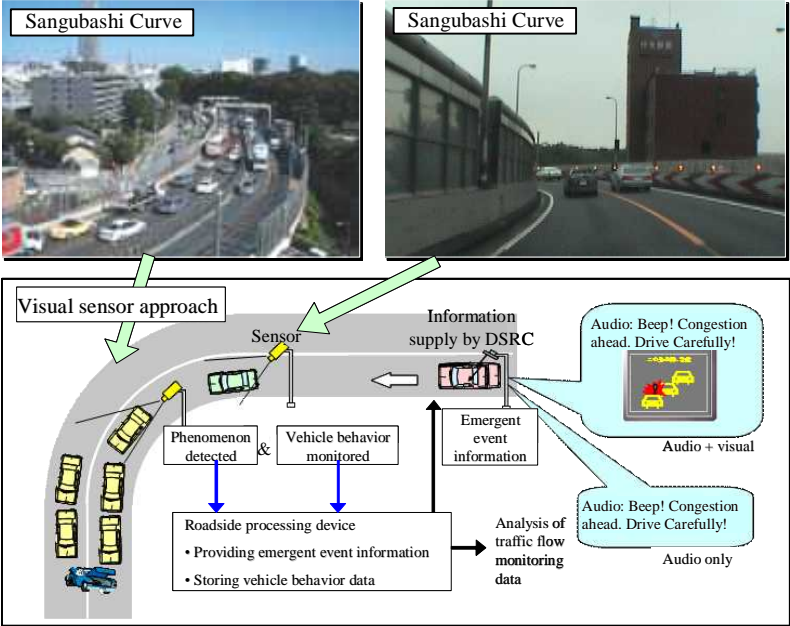 Sangubashi Curve
Sangubashi Curve
Visual sensor approach
Sensor
Information
supply by DSRC
Audio: Beep! Congestion
ahead. Drive Carefully!
Audio + visual
Phenomenon
detected
&
Vehicle behavior
monitored
Emergent
event
information
Roadside processing device
• Providing emergent event information
• Storing vehicle behavior data
Analysis of
traffic flow
monitoring
data
Audio: Beep! Congestion
ahead. Drive Carefully!
Audio only